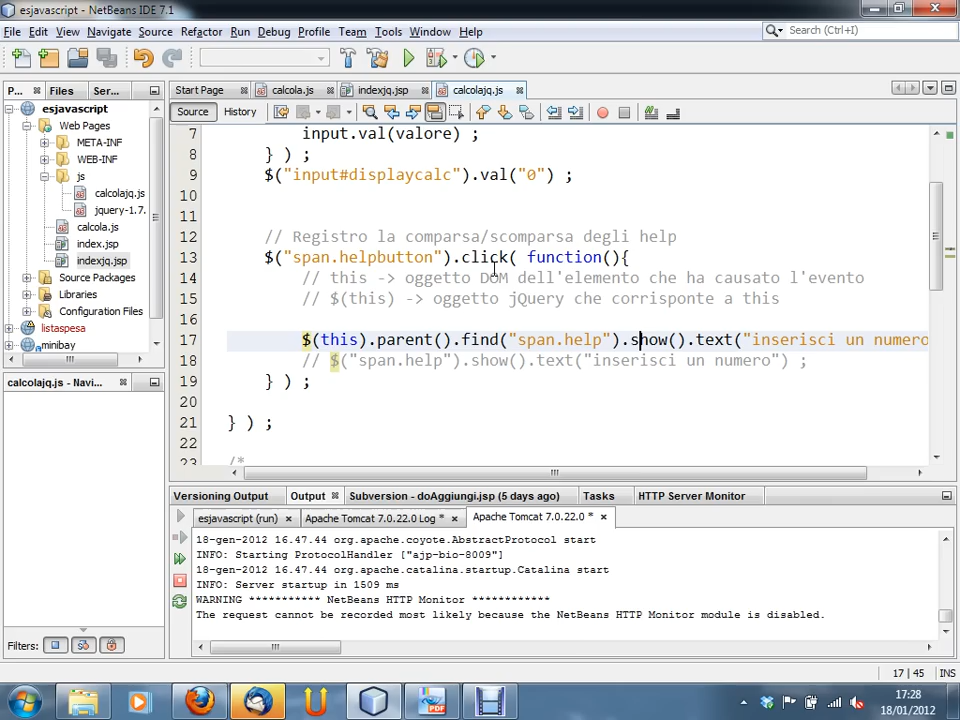 esjavascript - NetBeans IDE 7.1
File Edit View Navigate Source Refactor Run Debug Profile Team Tools Window Help
Search (Ctrl+I)
P... Files Ser...
Start Page calcola.js indexjq.jsp calcolajq.js
Source History
esjavascript
Web Pages
META-INF
WEB-INF
js
calcolajq.js
jquery-1.7.
calcola.js
index.jsp
indexjq.jsp
Source Packages
Libraries
Configuration Files
listaspesa
minibay
7 input.val(valore) ;
8 } ) ;
9 $("input#displaycalc").val("0") ;
10
11
12 // Registro la comparsa/scomparsa degli help
13 $("span.helpbutton").click( function(){
14 // this -> oggetto DOM dell'elemento che ha causato l'evento
15 // $(this) -> oggetto jQuery che corrisponte a this
16
17 $(this).parent().find("span.help").show().text("inserisci un numero
18 // $("span.help").show().text("inserisci un numero") ;
19 } ) ;
20
21 } ) ;
22
23 /*
calcolajq.js - Navigator
Filters:
Versioning Output Output Subversion - doAggiungi.jsp (5 days ago) Tasks HTTP Server Monitor
esjavascript (run) Apache Tomcat 7.0.22.0 Log * Apache Tomcat 7.0.22.0 *
18-gen-2012 16.47.44 org.apache.coyote.AbstractProtocol start
INFO: Starting ProtocolHandler ["ajp-bio-8009"]
18-gen-2012 16.47.44 org.apache.catalina.startup.Catalina start
INFO: Server startup in 1509 ms
WARNING *********** NetBeans HTTP Monitor ************
The request cannot be recorded most likely because the NetBeans HTTP Monitor module is disabled.
17 | 45 INS
17:28
18/01/2012